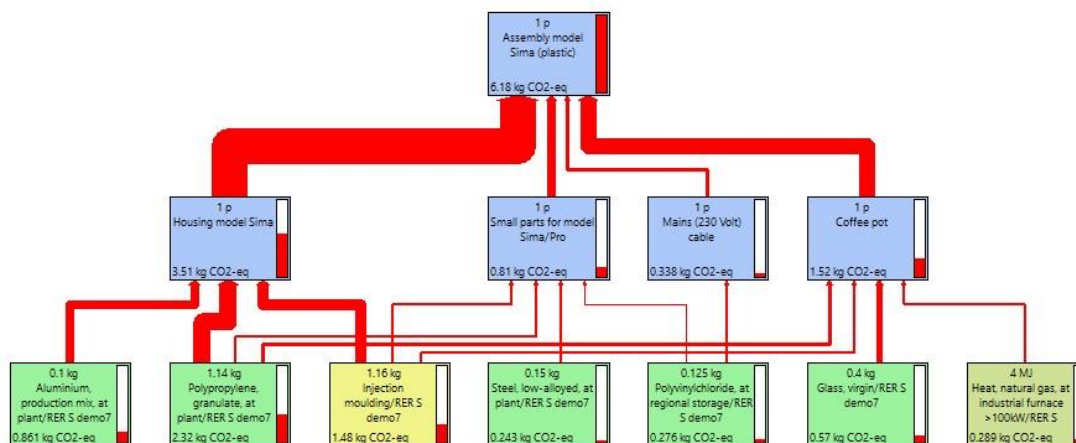 1 p
Assembly model
Sima (plastic)
6.18 kg CO2-eq
1 p
Housing model Sima
3.51 kg CO2-eq
1 p
Small parts for model
Sima/Pro
0.81 kg CO2-eq
1 p
Mains (230 Volt)
cable
0.338 kg CO2-eq
1 p
Coffee pot
1.52 kg CO2-eq
0.1 kg
Aluminium,
production mix, at
plant/RER S demo7
0.861 kg CO2-eq
1.14 kg
Polypropylene,
granulate, at
plant/RER S demo7
2.32 kg CO2-eq
1.16 kg
Injection
moulding/RER S
demo7
1.48 kg CO2-eq
0.15 kg
Steel, low-alloyed, at
plant/RER S demo7
0.243 kg CO2-eq
0.125 kg
Polyvinylchloride, at
regional storage/RER
S demo7
0.276 kg CO2-eq
0.4 kg
Glass, virgin/RER S
demo7
0.57 kg CO2-eq
4 MJ
Heat, natural gas, at
industrial furnace
>100kW/RER S
0.289 kg CO2-eq